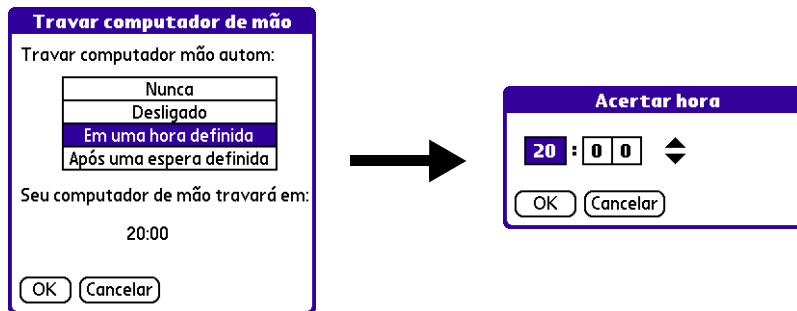 Travar computador de mão
Travar computador mão autom:
Nunca
Desligado
Em uma hora definida
Após uma espera definida
Seu computador de mão travará em:
20:00
OK Cancelar
Acertar hora
20 : 0 0
OK Cancelar